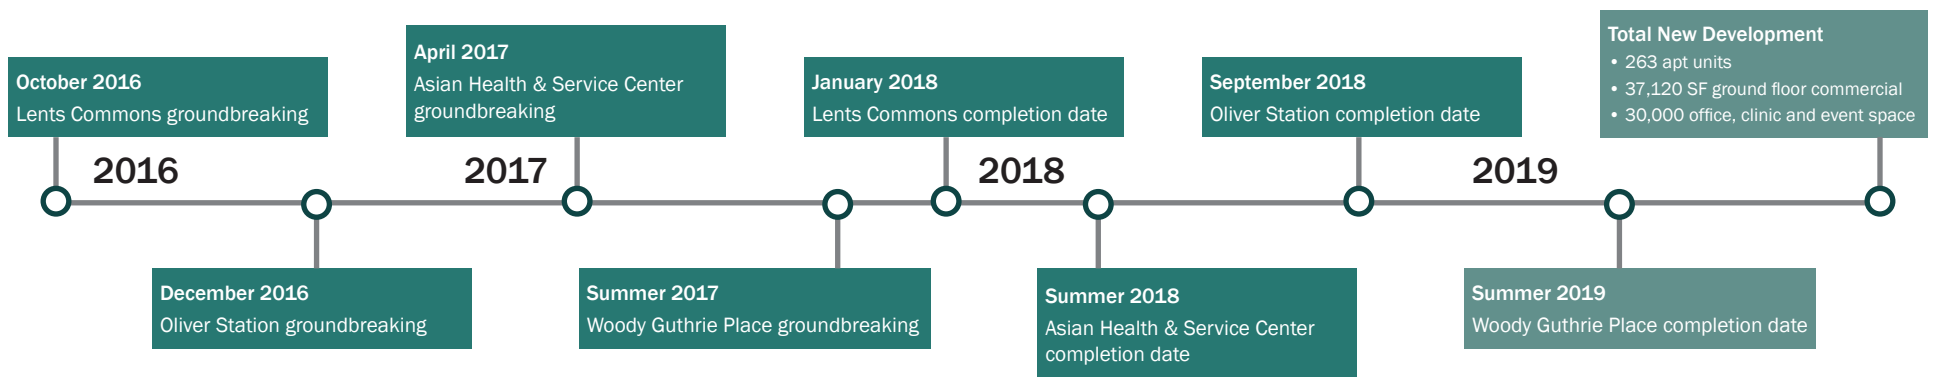 October 2016
Lents Commons groundbreaking
April 2017
Asian Health & Service Center
groundbreaking
January 2018
Lents Commons completion date
September 2018
Oliver Station completion date
Total New Development
• 263 apt units
• 37,120 SF ground floor commercial
• 30,000 office, clinic and event space
2016
2017
2018
2019
December 2016
Oliver Station groundbreaking
Summer 2017
Woody Guthrie Place groundbreaking
Summer 2018
Asian Health & Service Center
completion date
Summer 2019
Woody Guthrie Place completion date